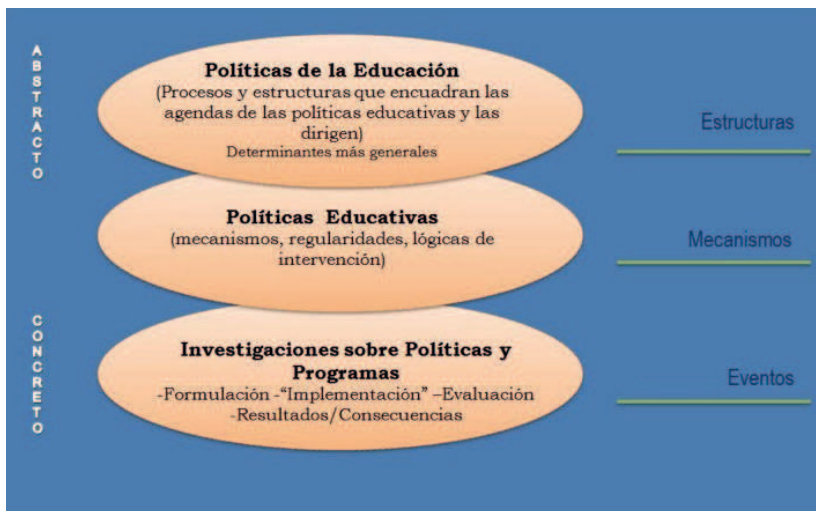 ABSTRACTO
Políticas de la Educación
(Procesos y estructuras que encuadran las
agendas de las políticas educativas y las
dirigen)
Determinantes más generales
Estructuras
Políticas Educativas
(mecanismos, regularidades, lógicas de
intervención)
Mecanismos
CONCRETO
Investigaciones sobre Políticas y
Programas
-Formulación -“Implementación” –Evaluación
-Resultados/Consecuencias
Eventos